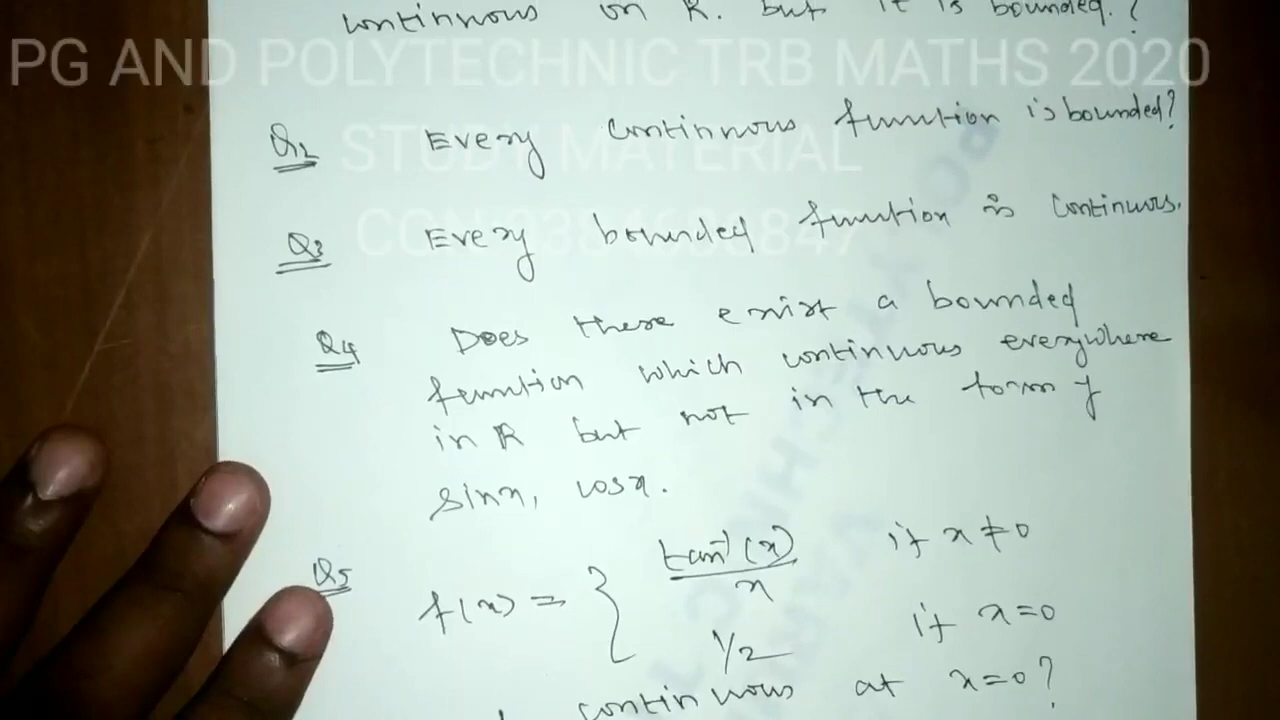 continuous on R. but it is bounded.?
PG AND POLYTECHNIC TRB MATHS 2020
STUDY MATERIAL
Q2 Every continuous function is bounded?
Q3 Every bounded function is continuous.
Q4 Does there exist a bounded
function which continuous everywhere
in R but not in the form of
sinx, cosx.
Q5 f(x) = { tan⁻¹(x)/x if x≠0
1/2 if x=0
continuous at x=0?